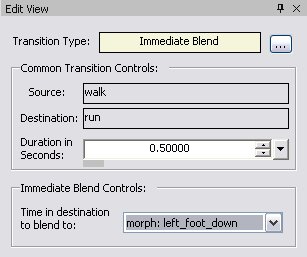 Edit View
Transition Type: Immediate Blend ...
Common Transition Controls:
Source: walk
Destination: run
Duration in
Seconds: 0.50000
Immediate Blend Controls:
Time in destination
to blend to: morph: left_foot_down